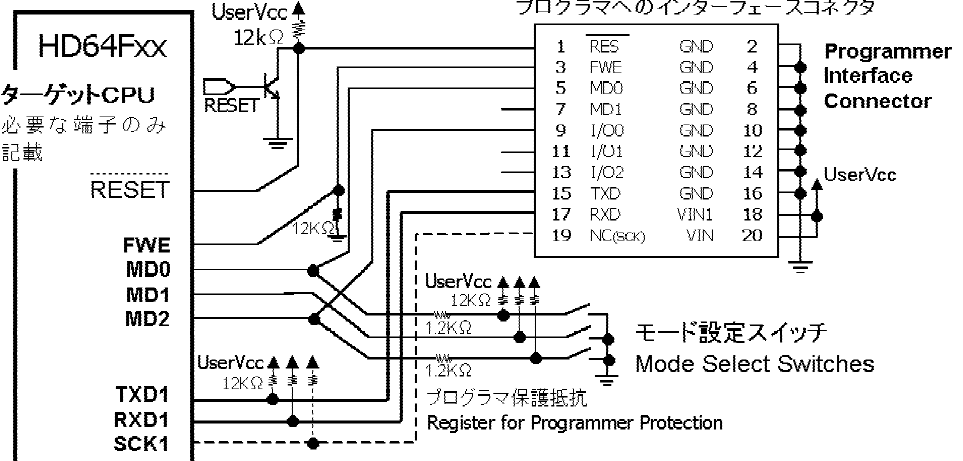 プログラマへのインターフェースコネクタ
UserVcc
12kΩ
HD64Fxx
ターゲットCPU
必要な端子のみ
記載
RESET
1 RES GND 2
3 FWE GND 4
5 MD0 GND 6
7 MD1 GND 8
9 I/O0 GND 10
11 I/O1 GND 12
13 I/O2 GND 14
15 TXD GND 16
17 RXD VIN1 18
19 NC(SCK) VIN 20
Programmer
Interface
Connector
UserVcc
RESET
12KΩ
FWE
MD0
MD1
MD2
UserVcc
12KΩ
1.2KΩ
1.2KΩ
モード設定スイッチ
Mode Select Switches
UserVcc
12KΩ
プログラマ保護抵抗
Register for Programmer Protection
TXD1
RXD1
SCK1